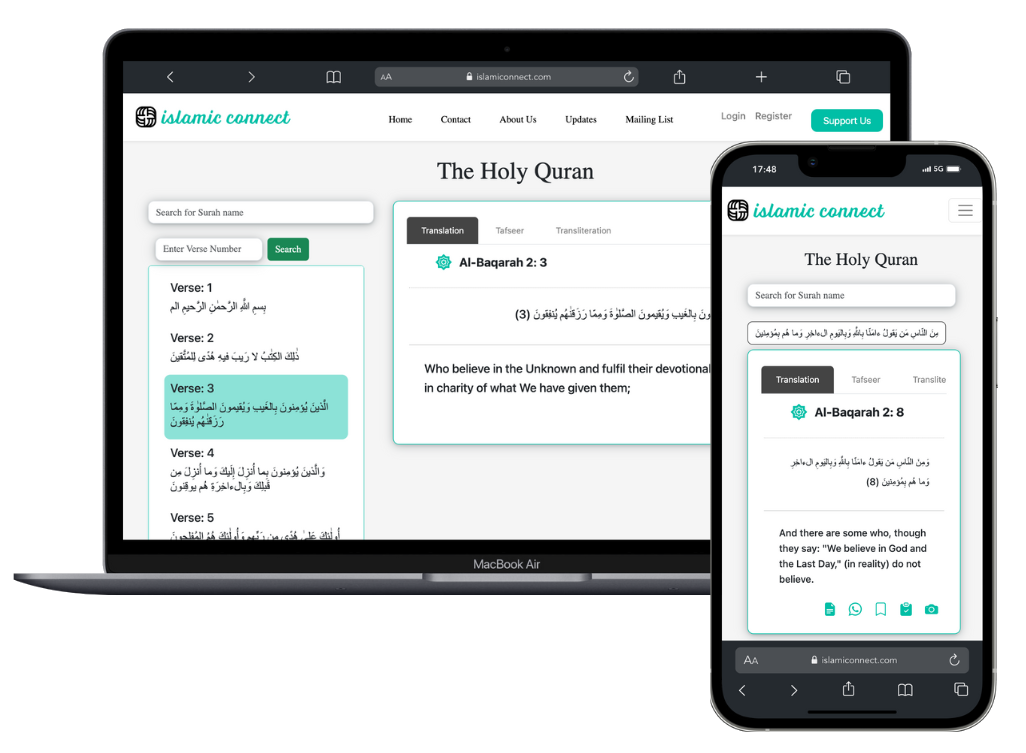 AA
islamiconnect.com
islamic connect
Home Contact About Us Updates Mailing List Login Register Support Us
The Holy Quran
Search for Surah name
Enter Verse Number Search
Verse: 1
بِسمِ اللَّهِ الرَّحمٰنِ الرَّحيمِ الم
Verse: 2
ذٰلِكَ الكِتٰبُ لا رَيبَ فيهِ هُدًى لِلمُتَّقينَ
Verse: 3
الَّذينَ يُؤمِنونَ بِالغَيبِ وَيُقيمونَ الصَّلوٰةَ وَمِمّا
رَزَقنٰهُم يُنفِقونَ
Verse: 4
وَالَّذينَ يُؤمِنونَ بِما أُنزِلَ إِلَيكَ وَما أُنزِلَ مِن
قَبلِكَ وَبِالءاخِرَةِ هُم يوقِنونَ
Verse: 5
أُولٰئِكَ عَلىٰ هُدًى مِن رَبِّهِم وَأُولٰئِكَ هُمُ المُفلِحونَ
Translation Tafseer Transliteration
Al-Baqarah 2: 3
بِالغَيبِ وَيُقيمونَ الصَّلوٰةَ وَمِمّا رَزَقنٰهُم يُنفِقونَ (3)
Who believe in the Unknown and fulfil their devotional
in charity of what We have given them;
MacBook Air
17:48 5G
islamic connect
The Holy Quran
Search for Surah name
مِنَ النّاسِ مَن يَقولُ ءامَنّا بِاللَّهِ وَبِاليَومِ الءاخِرِ وَما هُم بِمُؤمِنينَ
Translation Tafseer Translite
Al-Baqarah 2: 8
وَمِنَ النّاسِ مَن يَقولُ ءامَنّا بِاللَّهِ وَبِاليَومِ الءاخِرِ
وَما هُم بِمُؤمِنينَ (8)
And there are some who, though
they say: "We believe in God and
the Last Day," (in reality) do not
believe.
AA islamiconnect.com